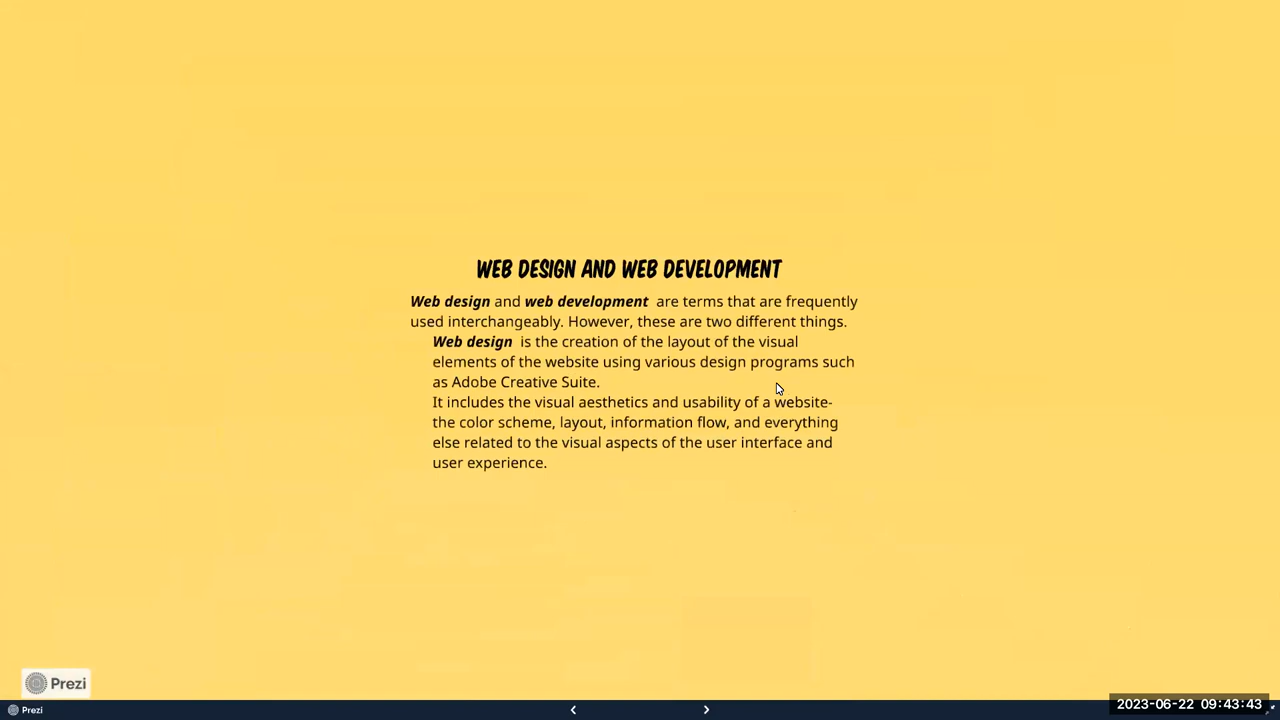 WEB DESIGN AND WEB DEVELOPMENT
Web design and web development are terms that are frequently
used interchangeably. However, these are two different things.
Web design is the creation of the layout of the visual
elements of the website using various design programs such
as Adobe Creative Suite.
It includes the visual aesthetics and usability of a website-
the color scheme, layout, information flow, and everything
else related to the visual aspects of the user interface and
user experience.
Prezi
Prezi
2023-06-22 09:43:43